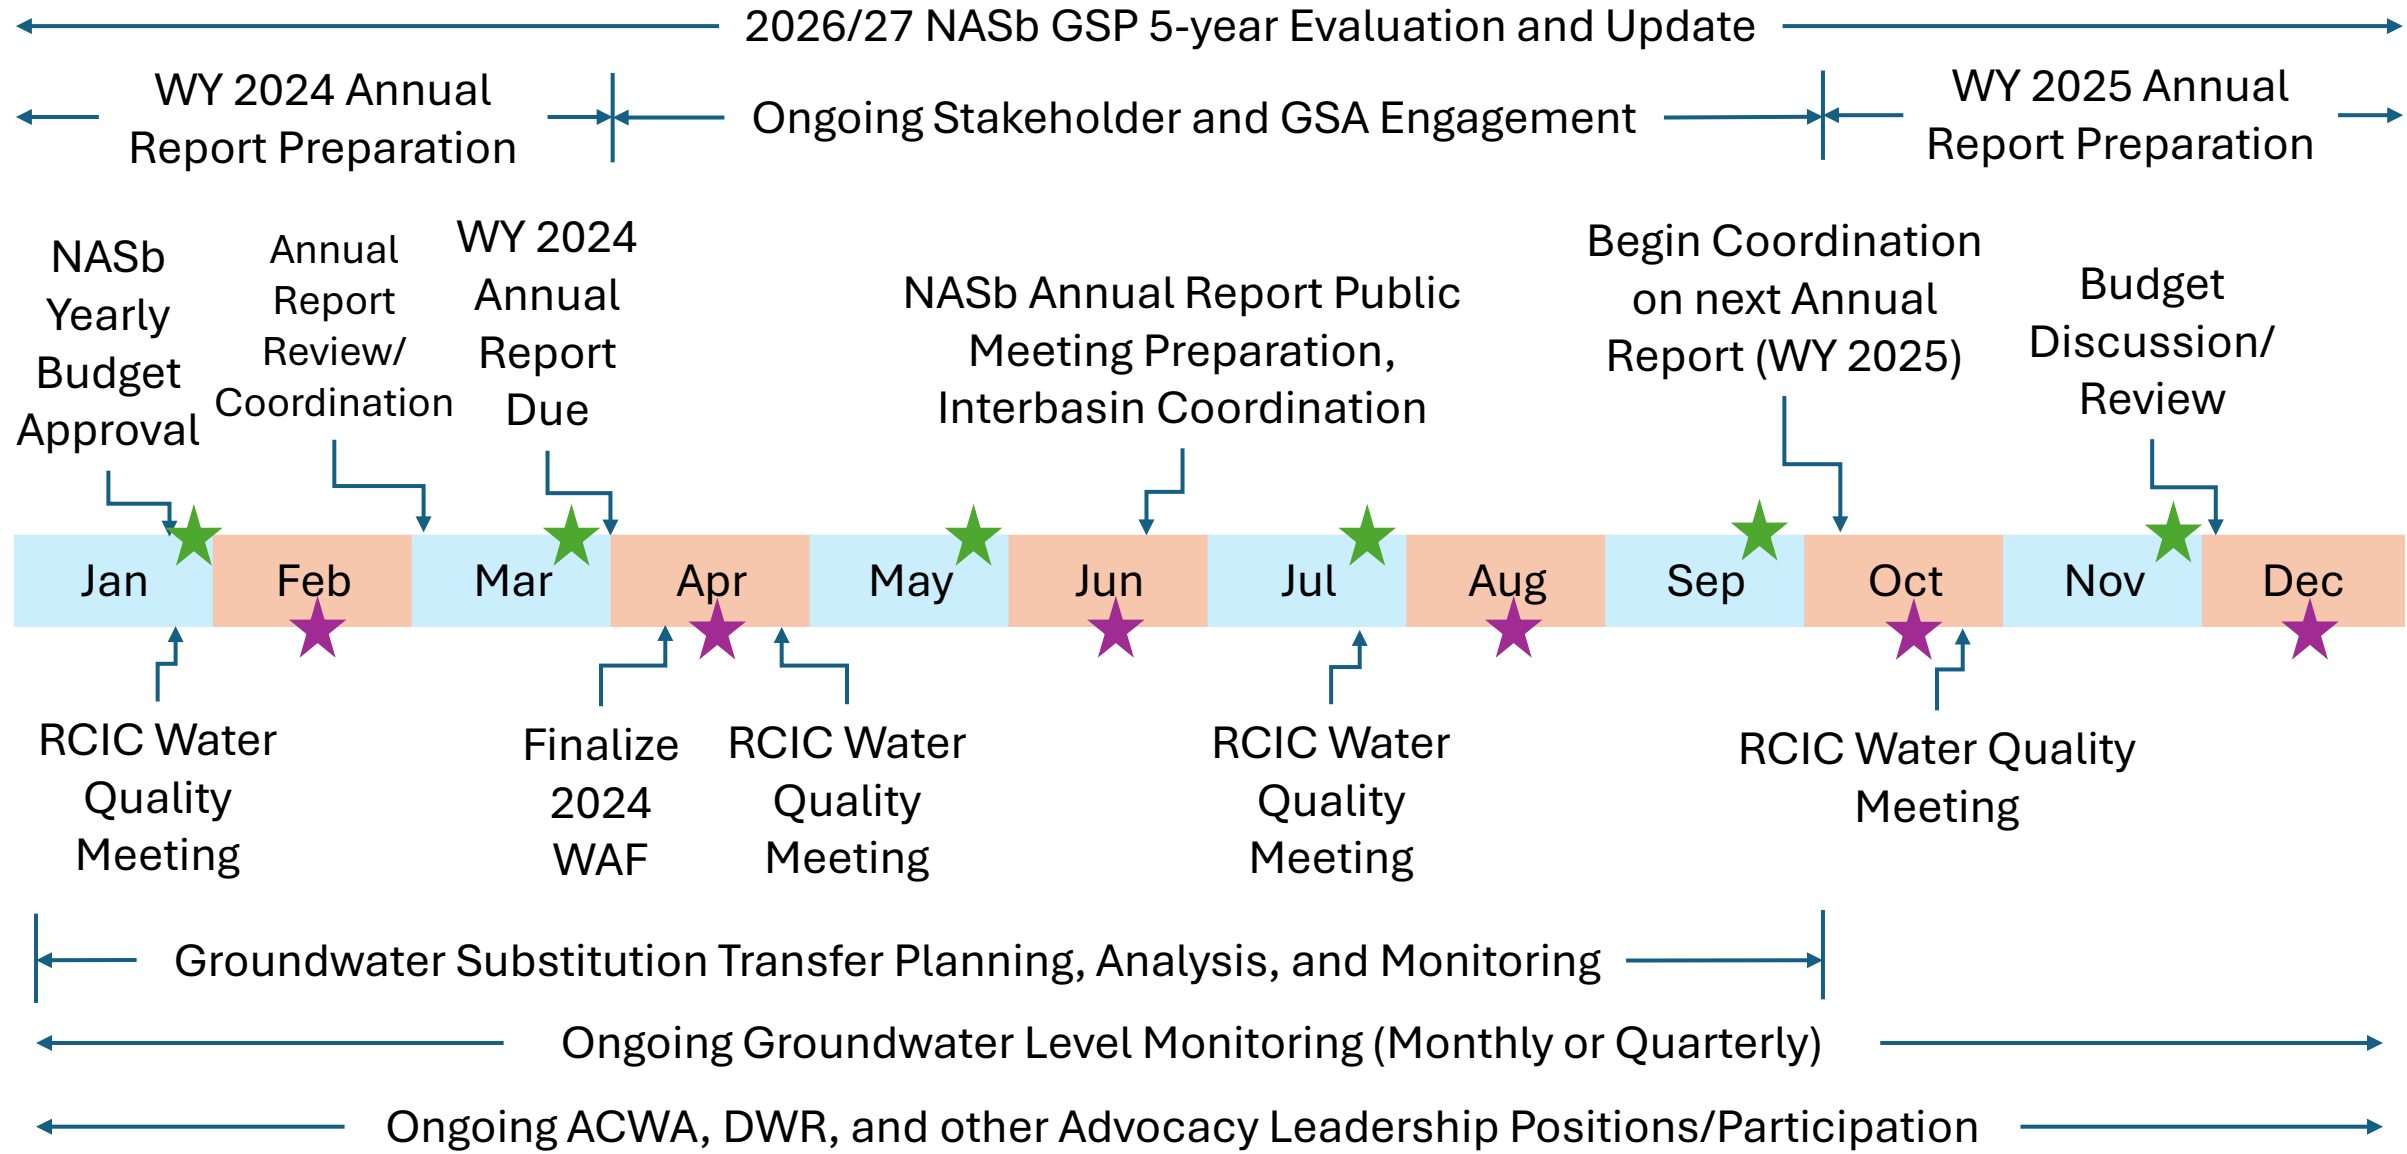 2026/27 NASb GSP 5-year Evaluation and Update
WY 2024 Annual
Report Preparation
Ongoing Stakeholder and GSA Engagement
WY 2025 Annual
Report Preparation
NASb
Yearly
Budget
Approval
Annual
Report
Review/
Coordination
WY 2024
Annual
Report
Due
NASb Annual Report Public
Meeting Preparation,
Interbasin Coordination
Begin Coordination
on next Annual
Report (WY 2025)
Budget
Discussion/
Review
Jan
Feb
Mar
Apr
May
Jun
Jul
Aug
Sep
Oct
Nov
Dec
RCIC Water
Quality
Meeting
Finalize
2024
WAF
RCIC Water
Quality
Meeting
RCIC Water
Quality
Meeting
RCIC Water Quality
Meeting
Groundwater Substitution Transfer Planning, Analysis, and Monitoring
Ongoing Groundwater Level Monitoring (Monthly or Quarterly)
Ongoing ACWA, DWR, and other Advocacy Leadership Positions/Participation